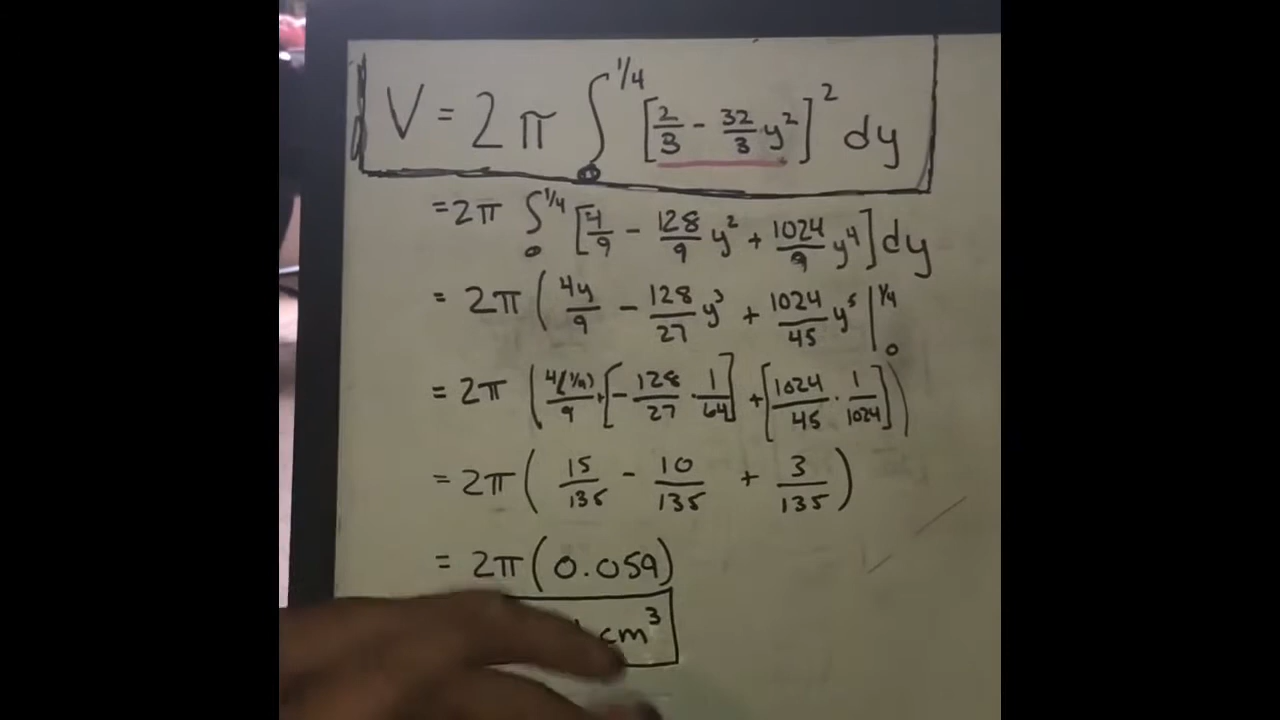 V = 2π ∫₀^1/4 [2/3 - 32/3 y²]² dy
= 2π ∫₀^1/4 [4/9 - 128/9 y² + 1024/9 y⁴] dy
= 2π ( 4y/9 - 128/27 y³ + 1024/45 y⁵ |₀^1/4
= 2π ( 4(1/4)/9 + [-128/27 · 1/64] + [1024/45 · 1/1024] )
= 2π ( 15/135 - 10/135 + 3/135 )
= 2π (0.059)
cm³